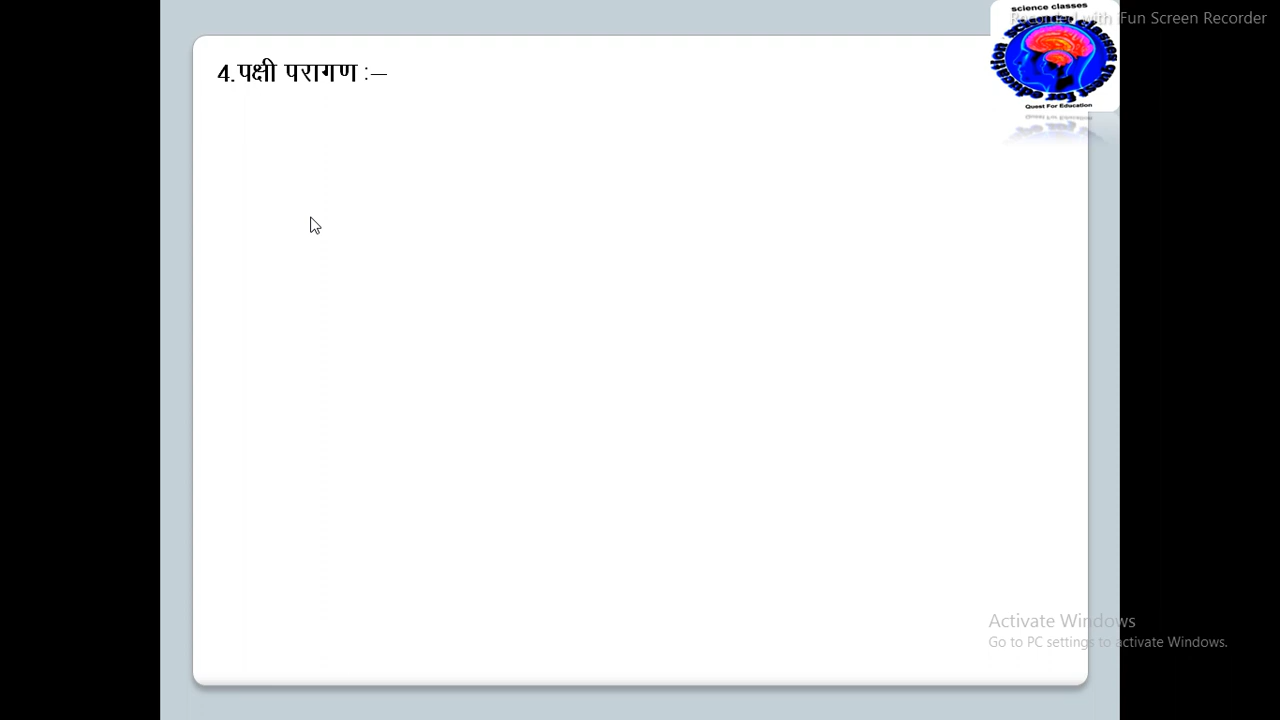 science classes
Recorded with iFun Screen Recorder
4.पक्षी परागण :–
Quest For Education
Activate Windows
Go to PC settings to activate Windows.